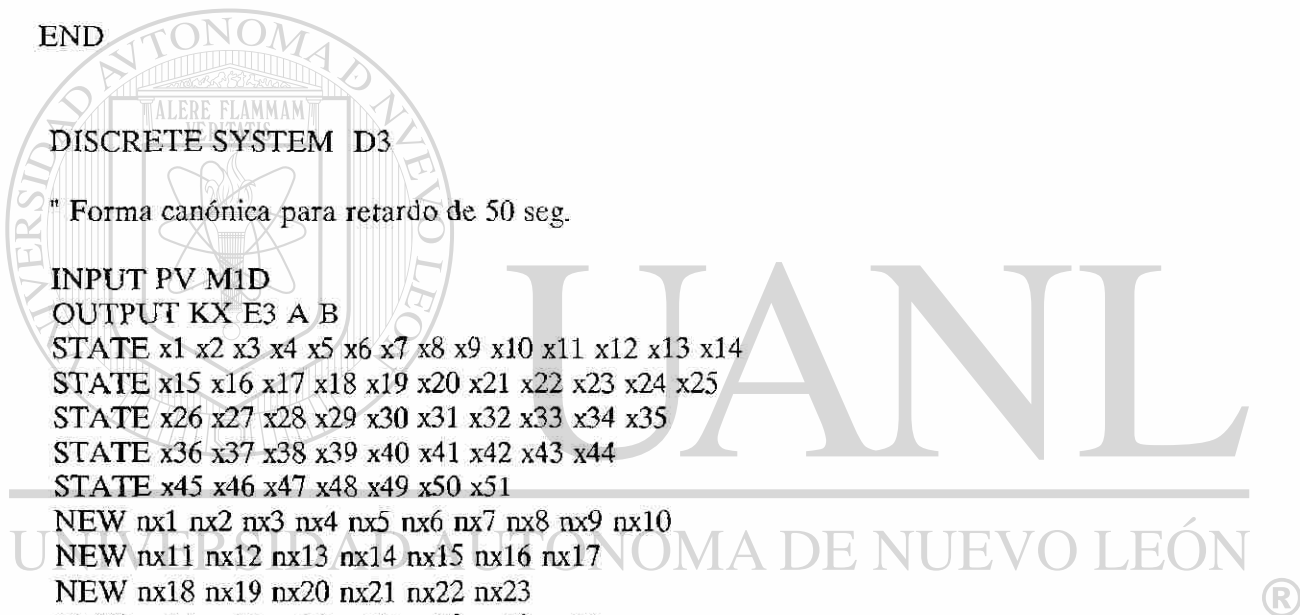 END
ALERE FLAMMAM
VERITATIS
DISCRETE SYSTEM D3
" Forma canónica para retardo de 50 seg.
INPUT PV M1D
OUTPUT KX E3 A B
STATE x1 x2 x3 x4 x5 x6 x7 x8 x9 x10 x11 x12 x13 x14
STATE x15 x16 x17 x18 x19 x20 x21 x22 x23 x24 x25
STATE x26 x27 x28 x29 x30 x31 x32 x33 x34 x35
STATE x36 x37 x38 x39 x40 x41 x42 x43 x44
STATE x45 x46 x47 x48 x49 x50 x51
NEW nx1 nx2 nx3 nx4 nx5 nx6 nx7 nx8 nx9 nx10
NEW nx11 nx12 nx13 nx14 nx15 nx16 nx17
NEW nx18 nx19 nx20 nx21 nx22 nx23
UNIVERSIDAD AUTONOMA DE NUEVO LEON
UANL
UNIVERSIDAD AUTÓNOMA DE NUEVO LEÓN
®